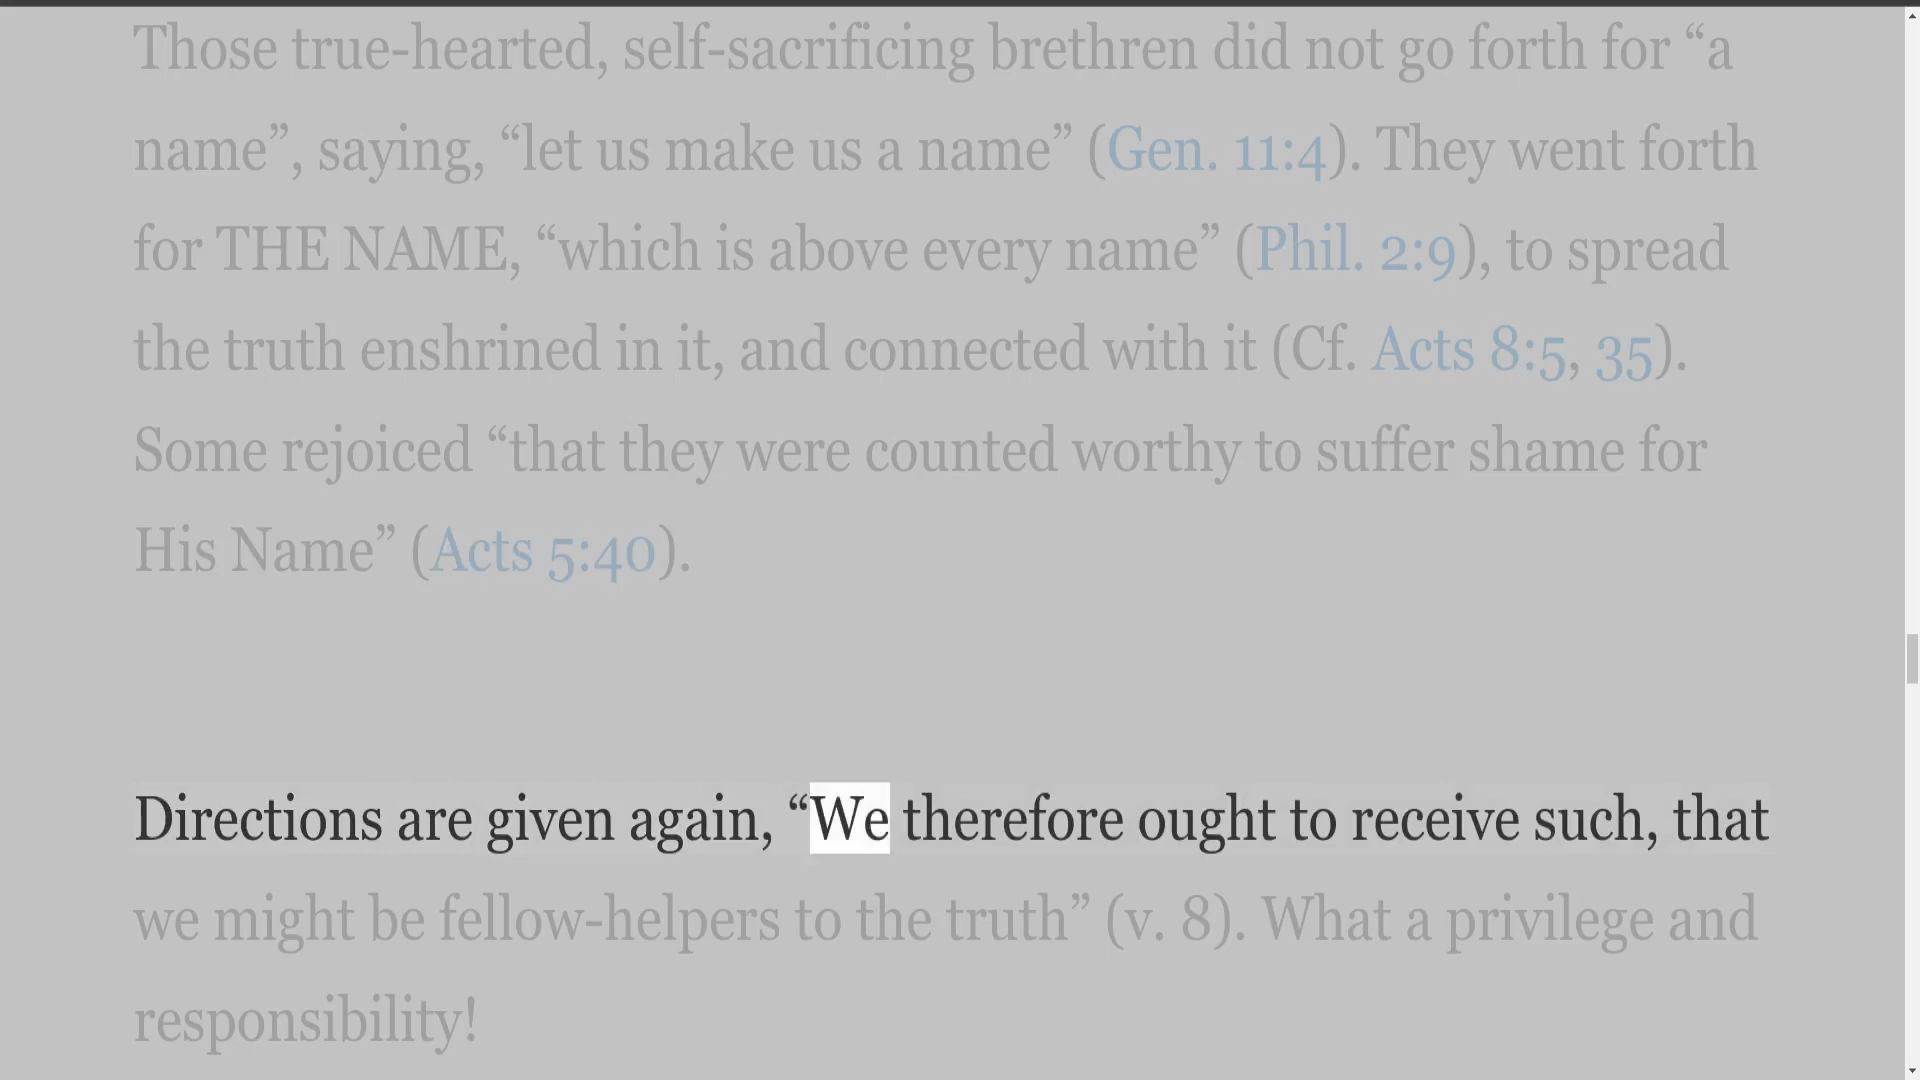 Those true-hearted, self-sacrificing brethren did not go forth for “a
name”, saying, “let us make us a name” (Gen. 11:4). They went forth
for THE NAME, “which is above every name” (Phil. 2:9), to spread
the truth enshrined in it, and connected with it (Cf. Acts 8:5, 35).
Some rejoiced “that they were counted worthy to suffer shame for
His Name” (Acts 5:40).
Directions are given again, “We therefore ought to receive such, that
we might be fellow-helpers to the truth” (v. 8). What a privilege and
responsibility!